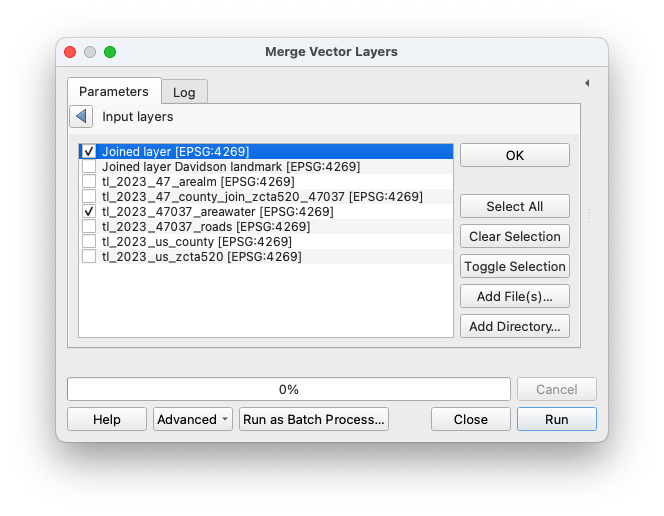 Merge Vector Layers
Parameters
Log
Input layers
Joined layer [EPSG:4269]
Joined layer Davidson landmark [EPSG:4269]
tl_2023_47_arealm [EPSG:4269]
tl_2023_47_county_join_zcta520_47037 [EPSG:4269]
tl_2023_47037_areawater [EPSG:4269]
tl_2023_47037_roads [EPSG:4269]
tl_2023_us_county [EPSG:4269]
tl_2023_us_zcta520 [EPSG:4269]
OK
Select All
Clear Selection
Toggle Selection
Add File(s)...
Add Directory...
0%
Cancel
Help
Advanced
Run as Batch Process...
Close
Run